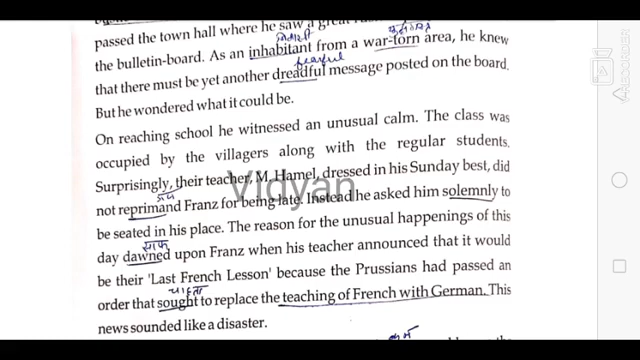 passed the town hall where he saw a great
the bulletin-board. As an inhabitant from a war-torn area, he knew
fearful
that there must be yet another dreadful message posted on the board.
But he wondered what it could be.
On reaching school he witnessed an unusual calm. The class was
occupied by the villagers along with the regular students.
Surprisingly, their teacher, M. Hamel, dressed in his Sunday best, did
Vidyan
not reprimand Franz for being late. Instead he asked him solemnly to
be seated in his place. The reason for the unusual happenings of this
day dawned upon Franz when his teacher announced that it would
be their 'Last French Lesson' because the Prussians had passed an
चाहता
order that sought to replace the teaching of French with German. This
news sounded like a disaster.